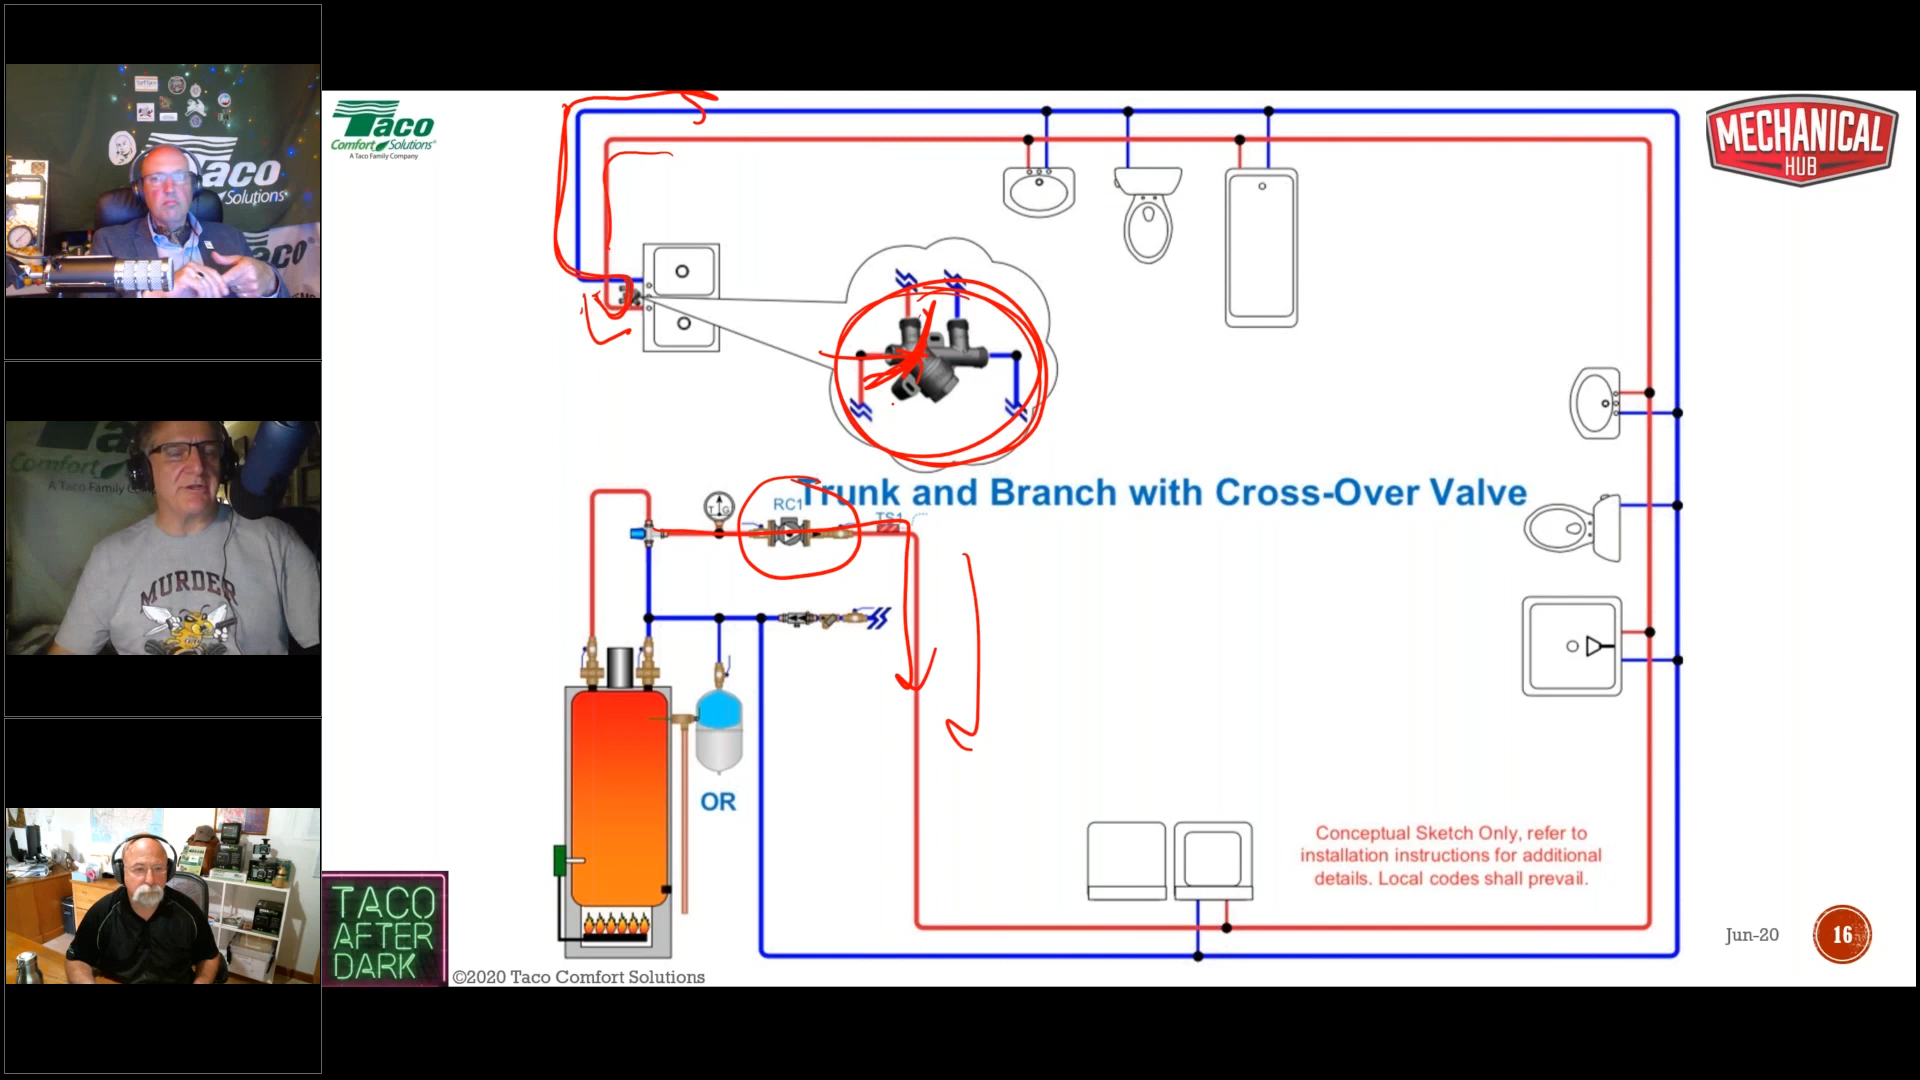 Taco
Comfort Solutions®
A Taco Family Company
MECHANICAL
HUB
aco
Solutions
aco
Comfort
A Taco Family
MURDER
RC1
Trunk and Branch with Cross-Over Valve
T G
TS1
OR
Conceptual Sketch Only, refer to
installation instructions for additional
details. Local codes shall prevail.
TACO
AFTER
DARK
©2020 Taco Comfort Solutions
Jun-20
16